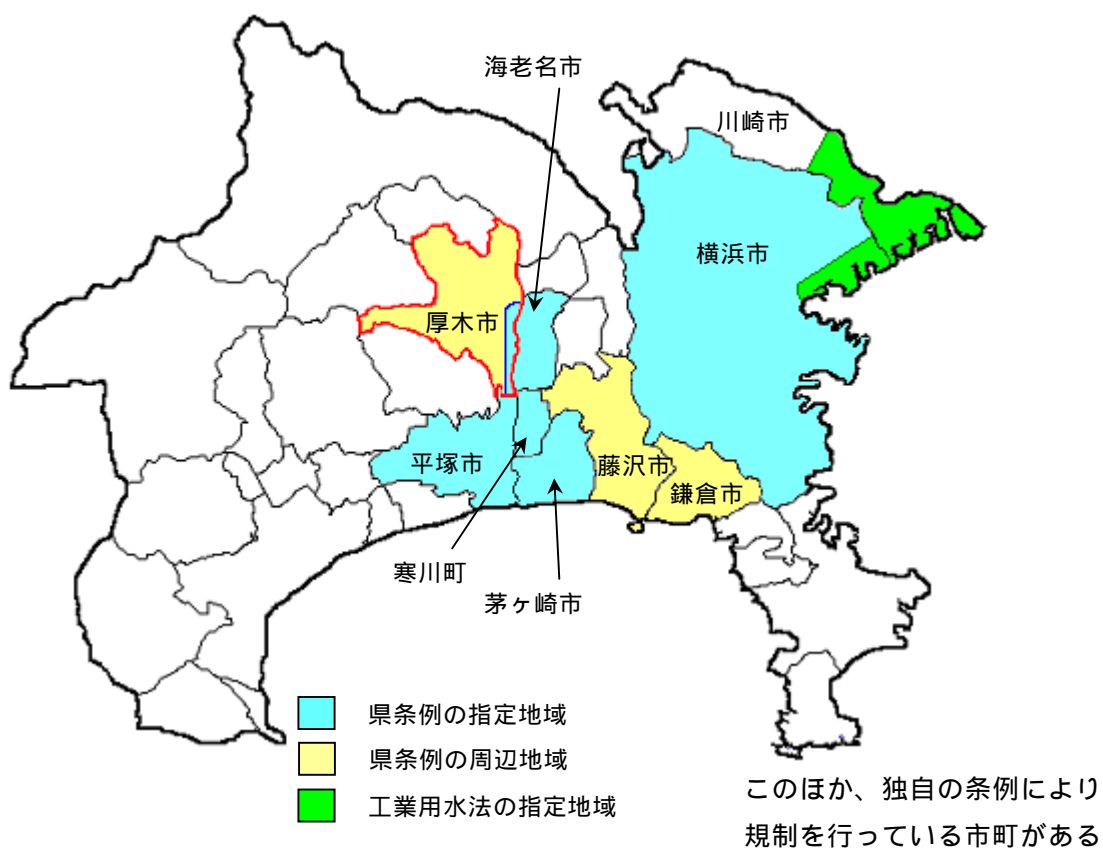 海老名市
川崎市
横浜市
厚木市
平塚市
藤沢市
鎌倉市
寒川町
茅ヶ崎市
県条例の指定地域
県条例の周辺地域
工業用水法の指定地域
このほか、独自の条例により
規制を行っている市町がある